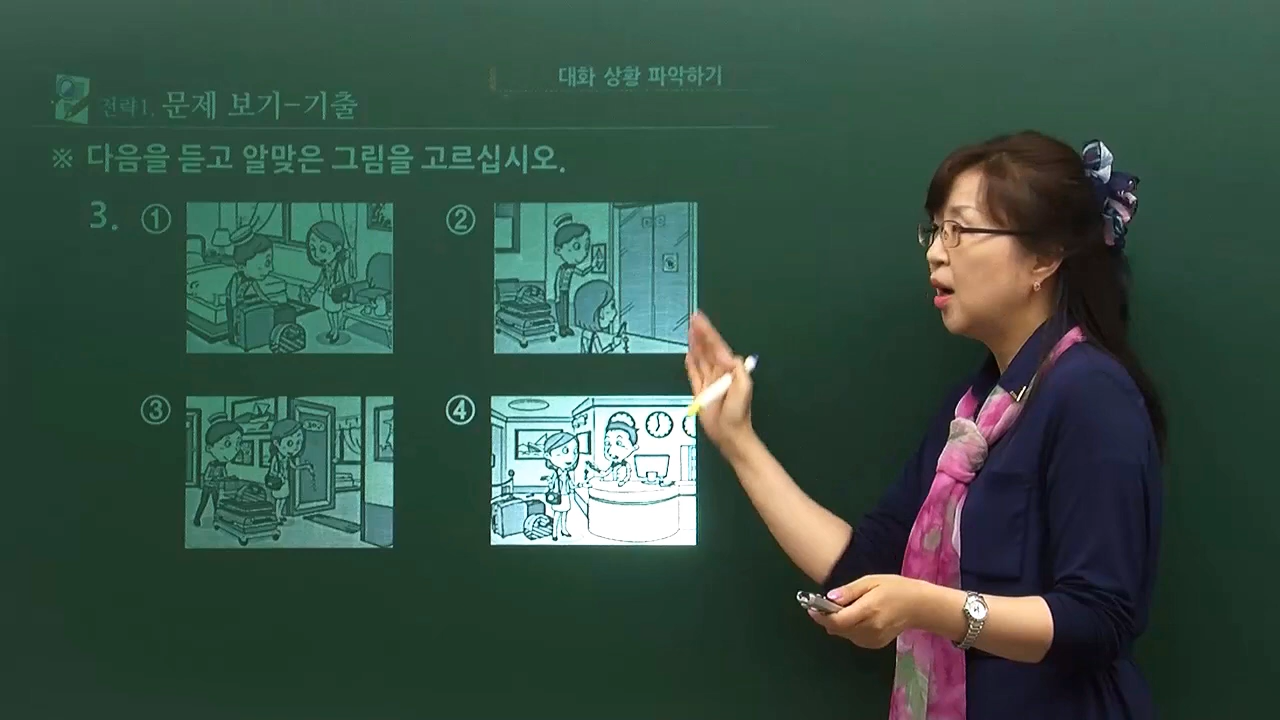 대화 상황 파악하기
전략1. 문제 보기-기출
※ 다음을 듣고 알맞은 그림을 고르십시오.
3. ① ②
③ ④